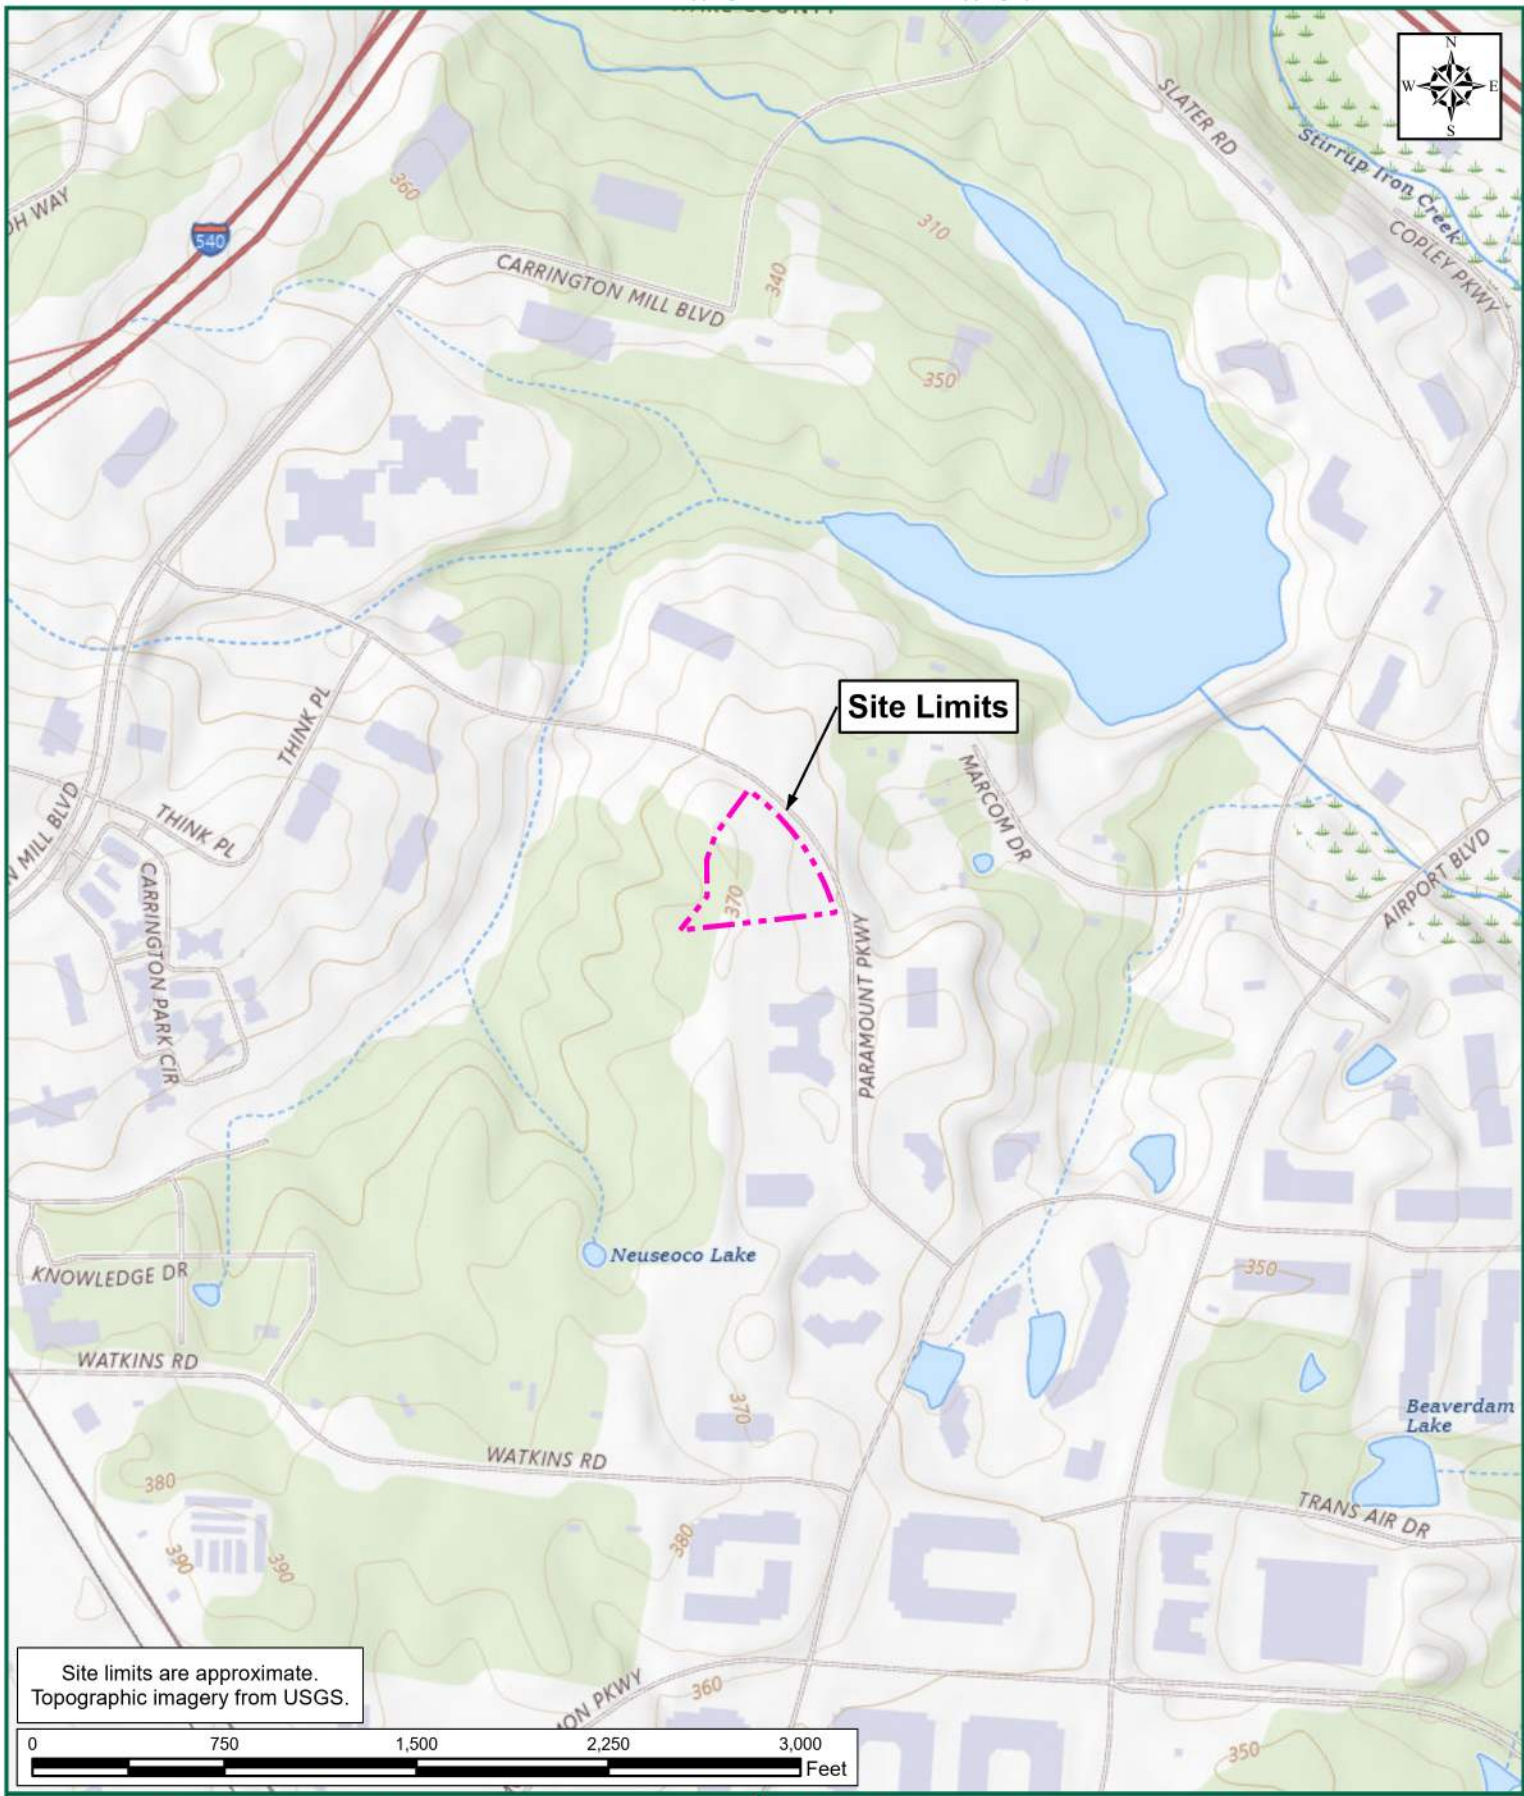 N
W E
S
SLATER RD
Stirrup Iron Creek
COPLEY PKWY
OH WAY
360
540
310
CARRINGTON MILL BLVD
340
350
Site Limits
THINK PL
MARCOM DR
THINK PL
MILL BLVD
CARRINGTON PARK CIR
370
AIRPORT BLVD
PARAMOUNT PKWY
Neuseoco Lake
350
KNOWLEDGE DR
WATKINS RD
370
Beaverdam
Lake
WATKINS RD
380
TRANS AIR DR
380
390
390
Site limits are approximate.
Topographic imagery from USGS.
PKWY
360
350
0 750 1,500 2,250 3,000
Feet